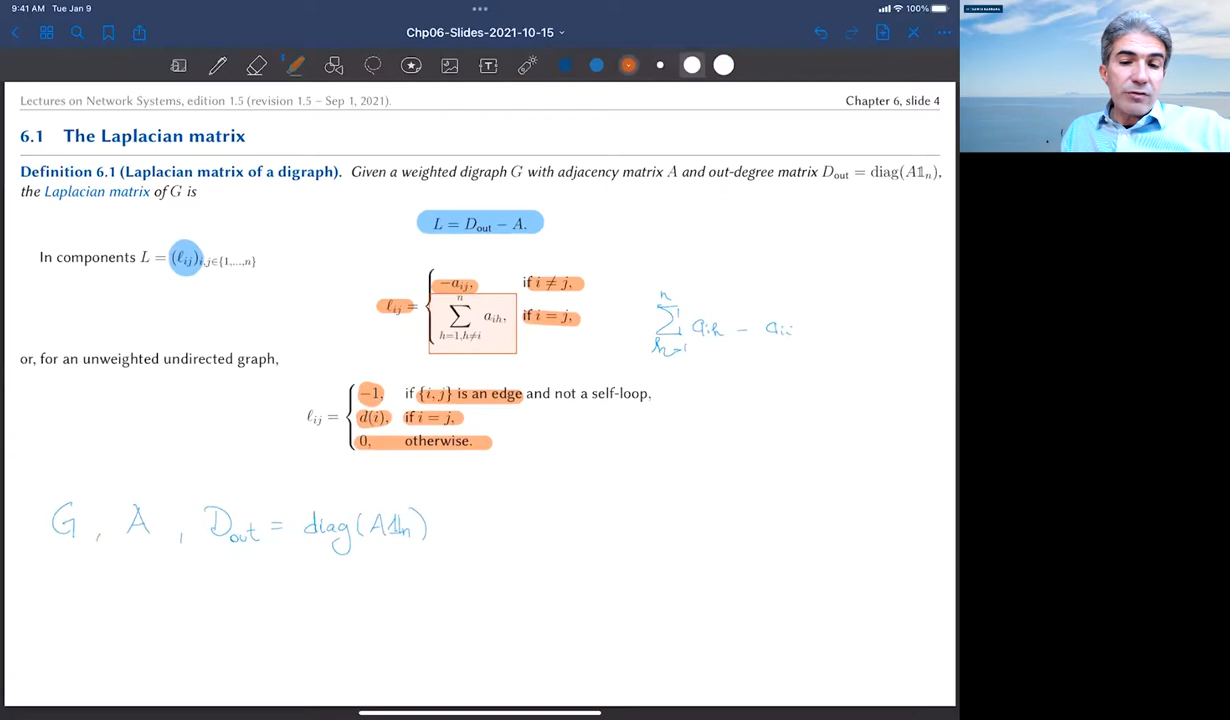 9:41 AM Tue Jan 9
100%
Chp06-Slides-2021-10-15
Lectures on Network Systems, edition 1.5 (revision 1.5 – Sep 1, 2021).
Chapter 6, slide 4
6.1 The Laplacian matrix
Definition 6.1 (Laplacian matrix of a digraph). Given a weighted digraph G with adjacency matrix A and out-degree matrix D_out = diag(A𝟙_n),
the Laplacian matrix of G is
L = D_out − A.
In components L = (ℓ_ij)_{i,j∈{1,...,n}}
ℓ_ij = { −a_ij, if i ≠ j,
∑_{h=1,h≠i}^{n} a_ih, if i = j,
∑_{h=1}^{n} a_ih − a_ii
or, for an unweighted undirected graph,
ℓ_ij = { −1, if {i, j} is an edge and not a self-loop,
d(i), if i = j,
0, otherwise.
G, A, D_out = diag(A𝟙_n)